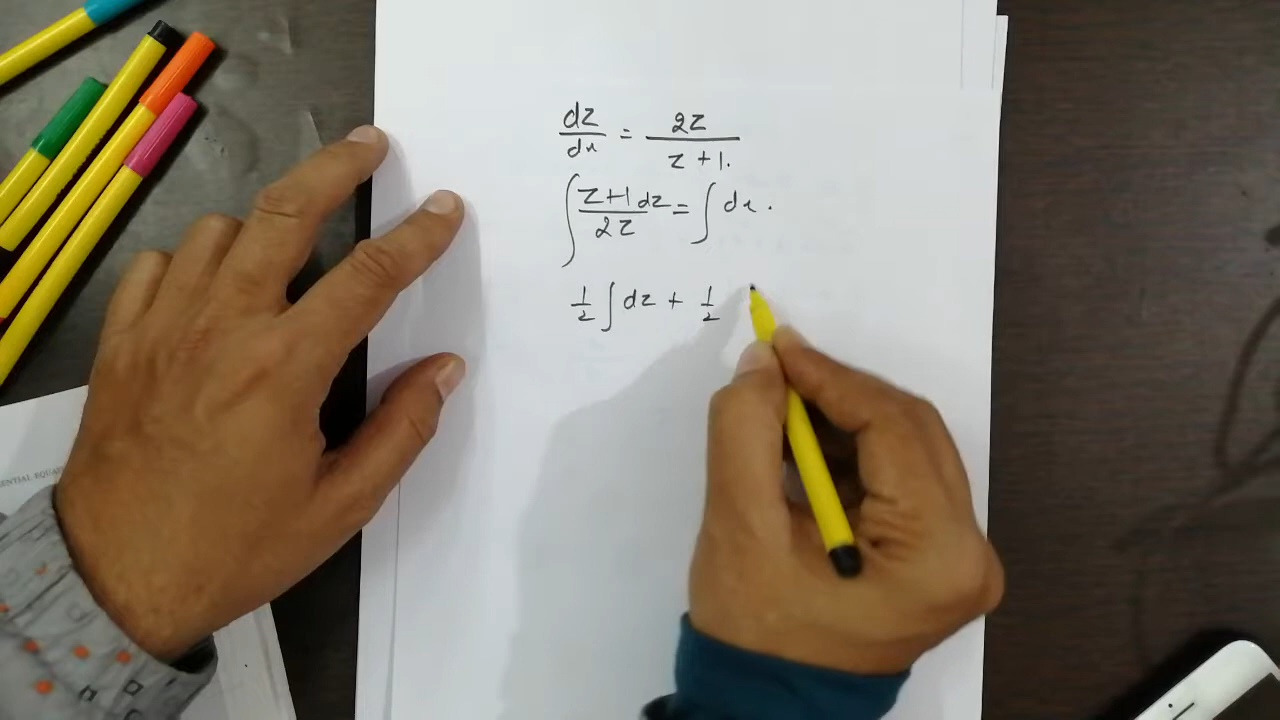 dz/dx = 2z/z+1.
∫ z+1/2z dz = ∫ dx.
1/2 ∫ dz + 1/2